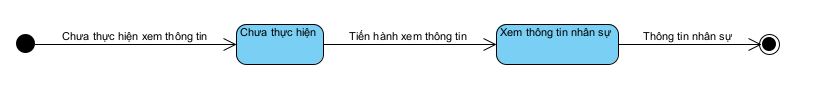 Chưa thực hiện xem thông tin
Chưa thực hiện
Tiến hành xem thông tin
Xem thông tin nhân sự
Thông tin nhân sự